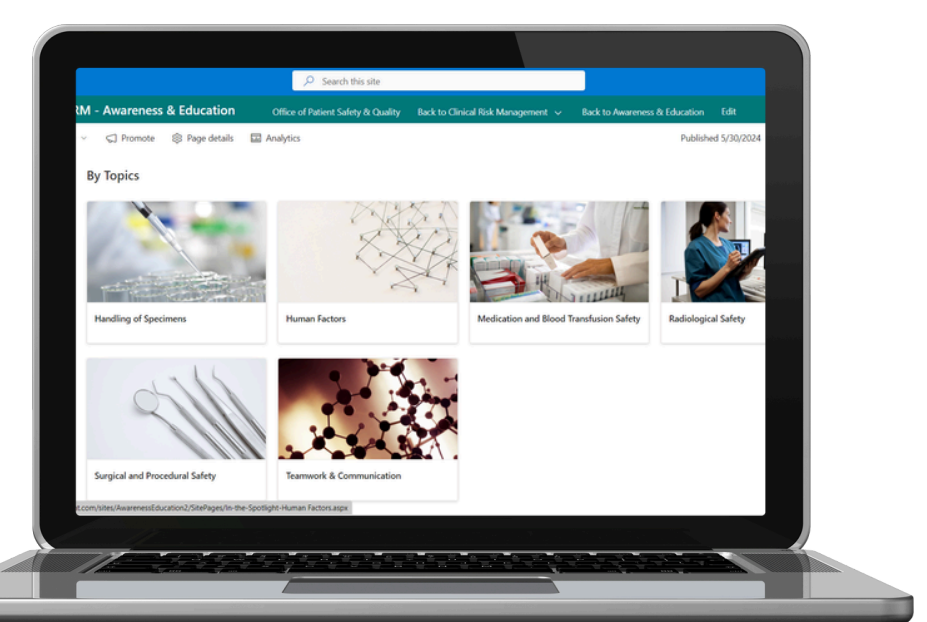 Search this site
RM - Awareness & Education Office of Patient Safety & Quality Back to Clinical Risk Management Back to Awareness & Education Edit
Promote Page details Analytics Published 5/30/2024
By Topics
Handling of Specimens Human Factors Medication and Blood Transfusion Safety Radiological Safety
Surgical and Procedural Safety Teamwork & Communication
t.com/sites/AwarenessEducation2/SitePages/In-the-Spotlight-Human Factors.aspx